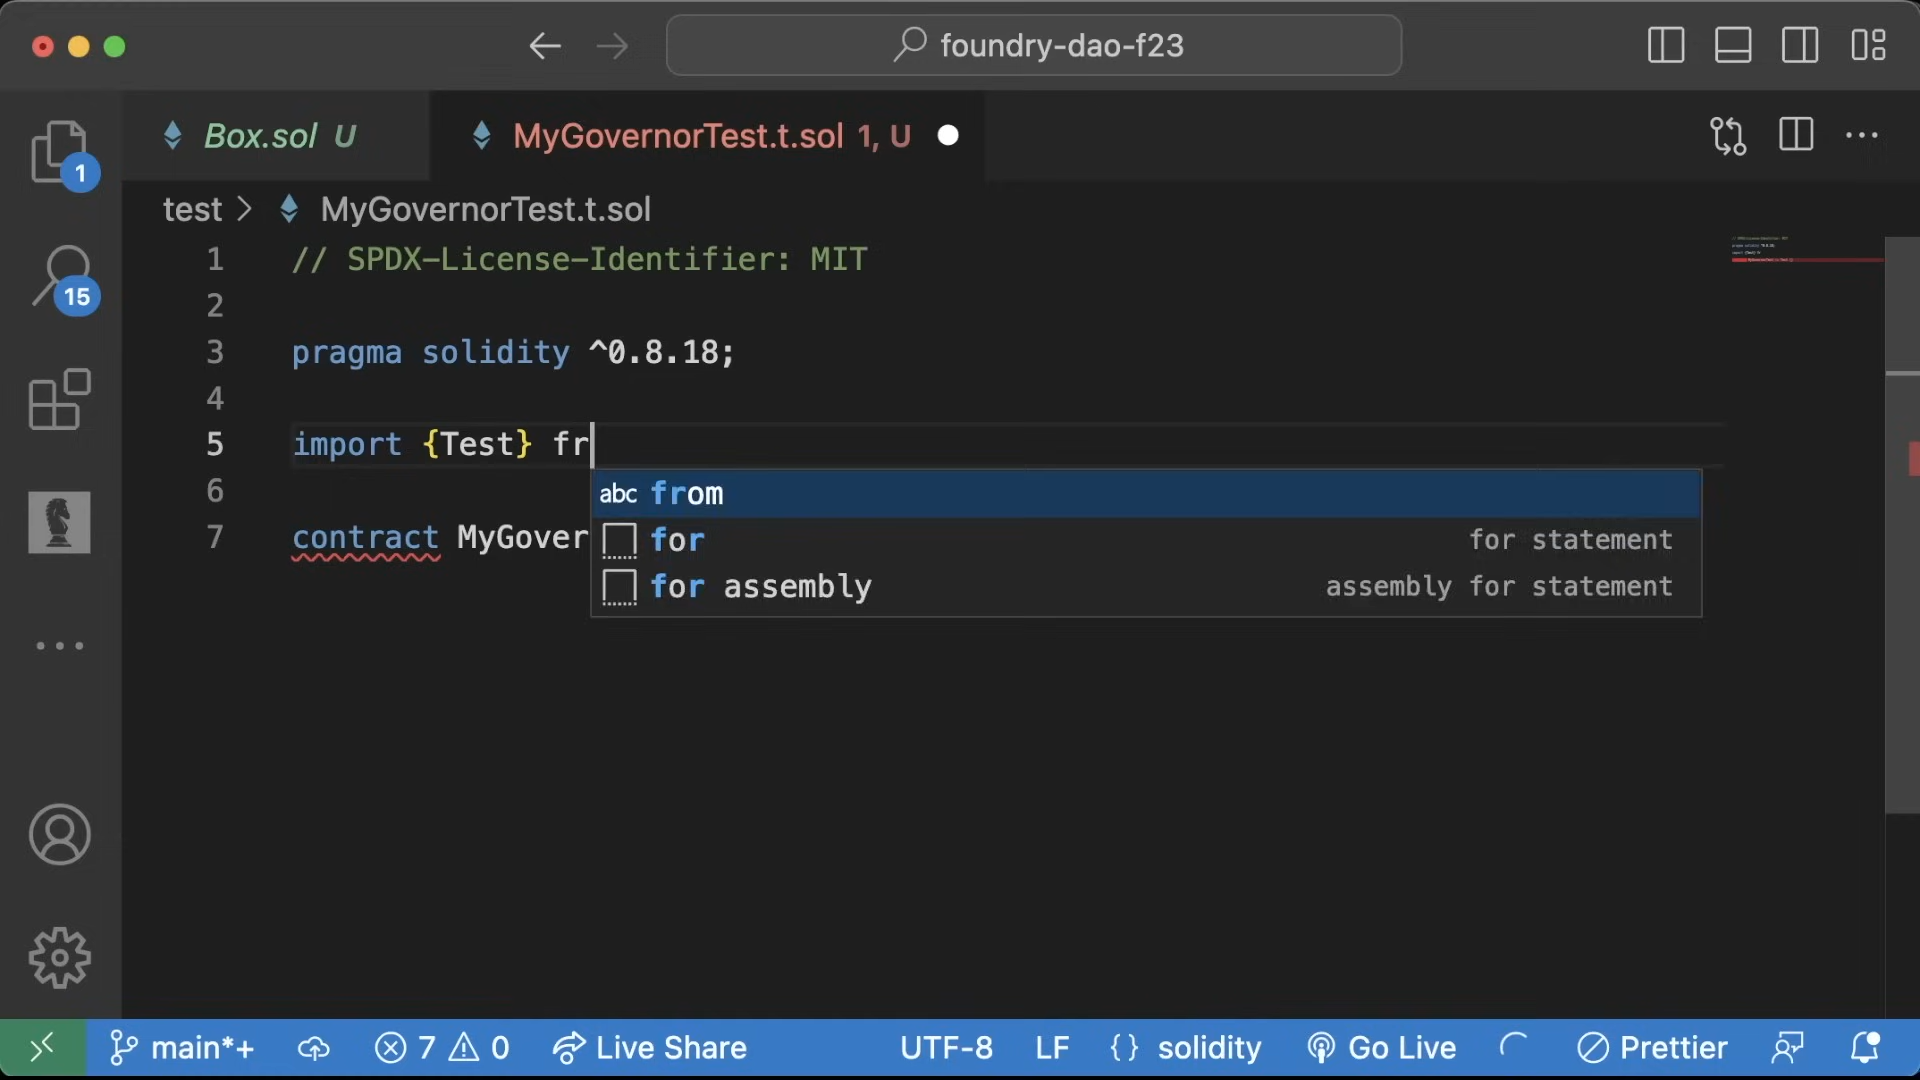 foundry-dao-f23
Box.sol U
MyGovernorTest.t.sol 1, U
test > MyGovernorTest.t.sol
1
15
1 // SPDX-License-Identifier: MIT
2
3 pragma solidity ^0.8.18;
4
5 import {Test} fr
6
7 contract MyGover
abc from
for for statement
for assembly assembly for statement
main*+ 7 0 Live Share UTF-8 LF {} solidity Go Live Prettier